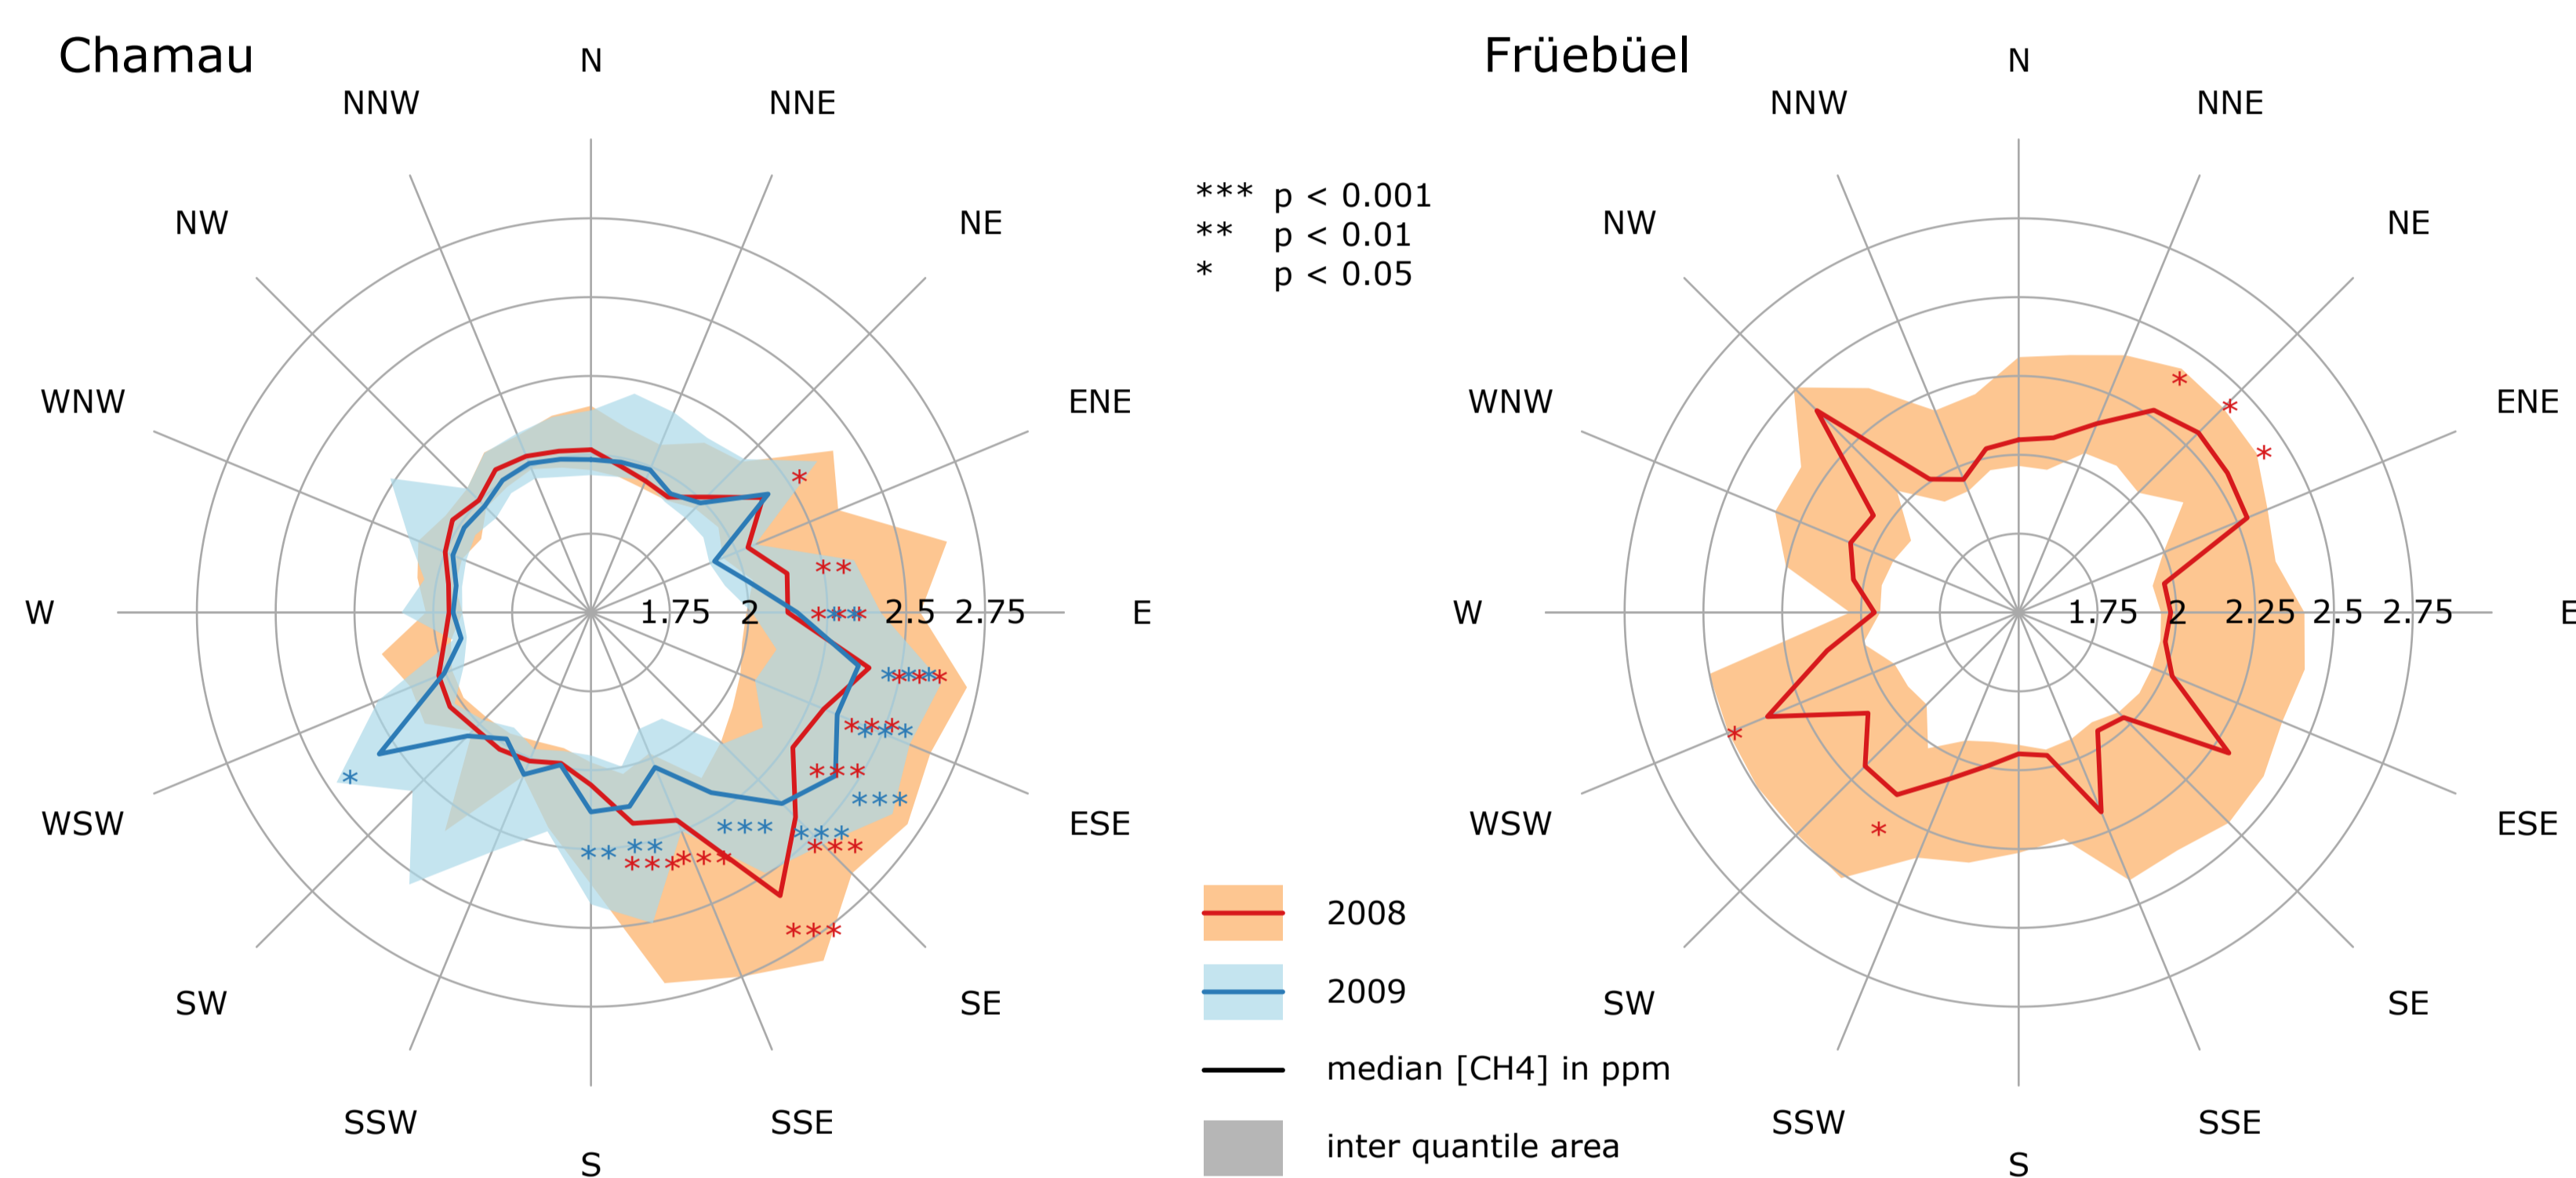 Chamau
N
NNW
NNE
NW
NE
WNW
ENE
W
1.75 2 2.5 2.75
E
WSW
ESE
SW
SE
SSW
SSE
S
*
**
***
***
***
***
***
***
***
***
***
***
***
***
**
**
*
*** p < 0.001
** p < 0.01
* p < 0.05
2008
2009
median [CH4] in ppm
inter quantile area
Früebüel
N
NNW
NNE
NW
NE
WNW
ENE
W
1.75 2 2.25 2.5 2.75
E
WSW
ESE
SW
SE
SSW
SSE
S
*
*
*
*
*